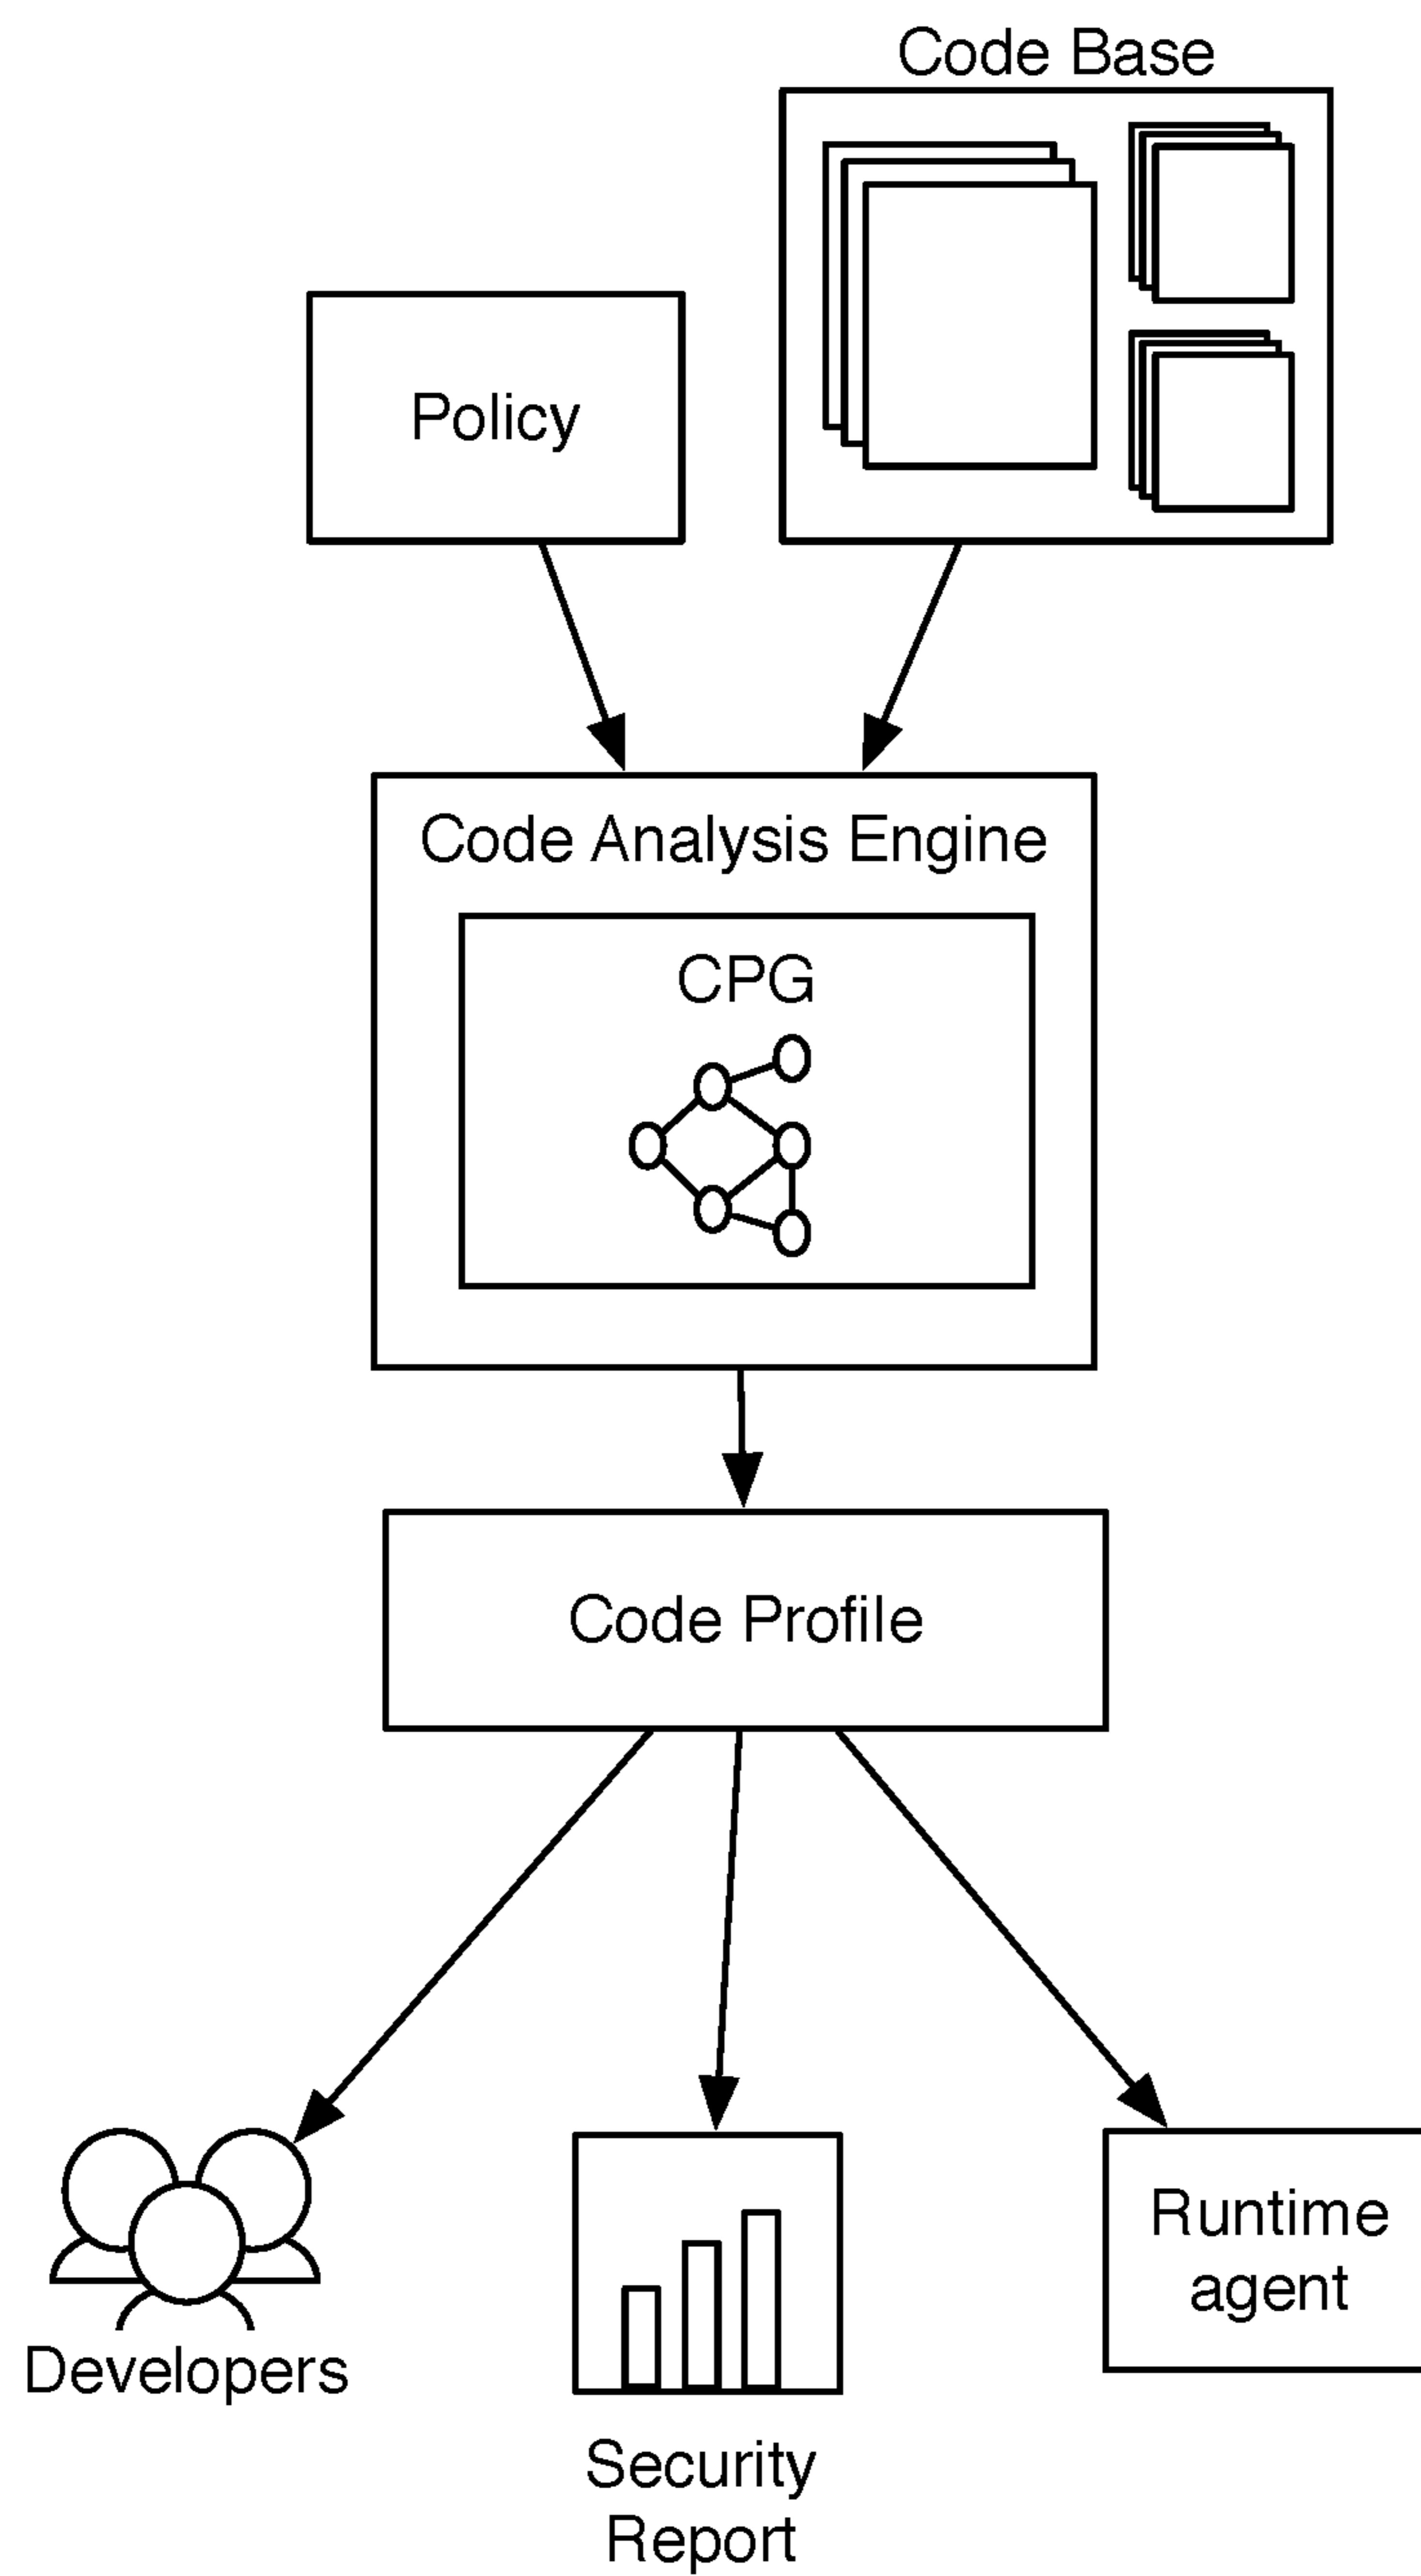 Code Base
Policy
Code Analysis Engine
CPG
Code Profile
Developers
Security
Report
Runtime
agent